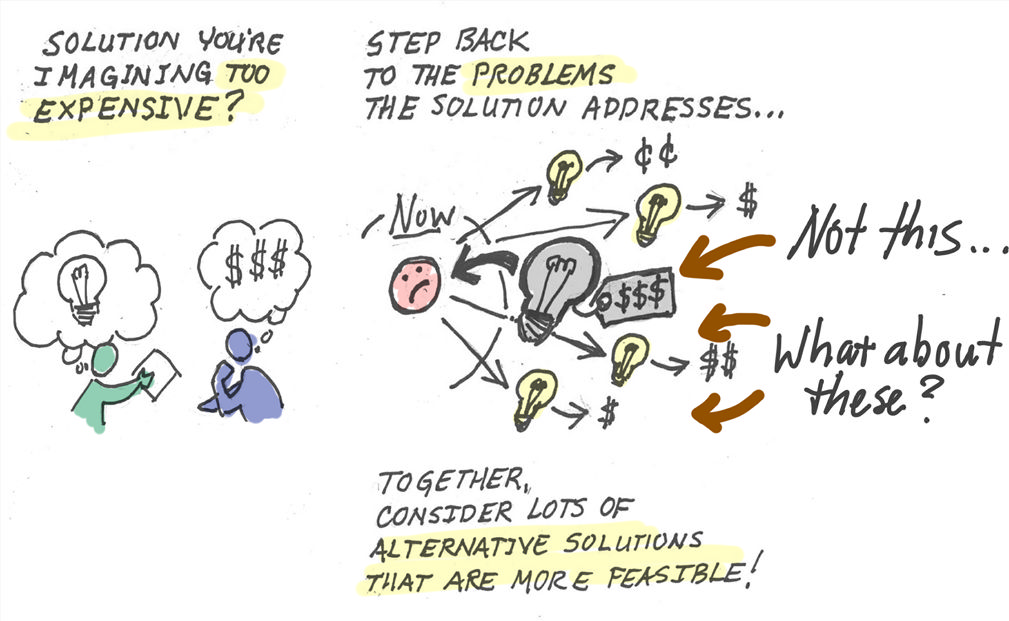 SOLUTION YOU'RE
IMAGINING TOO
EXPENSIVE?
$$$
STEP BACK
TO THE PROBLEMS
THE SOLUTION ADDRESSES...
Now
¢¢
$
$$$
$$
$
Not this...
What about
these?
TOGETHER,
CONSIDER LOTS OF
ALTERNATIVE SOLUTIONS
THAT ARE MORE FEASIBLE!